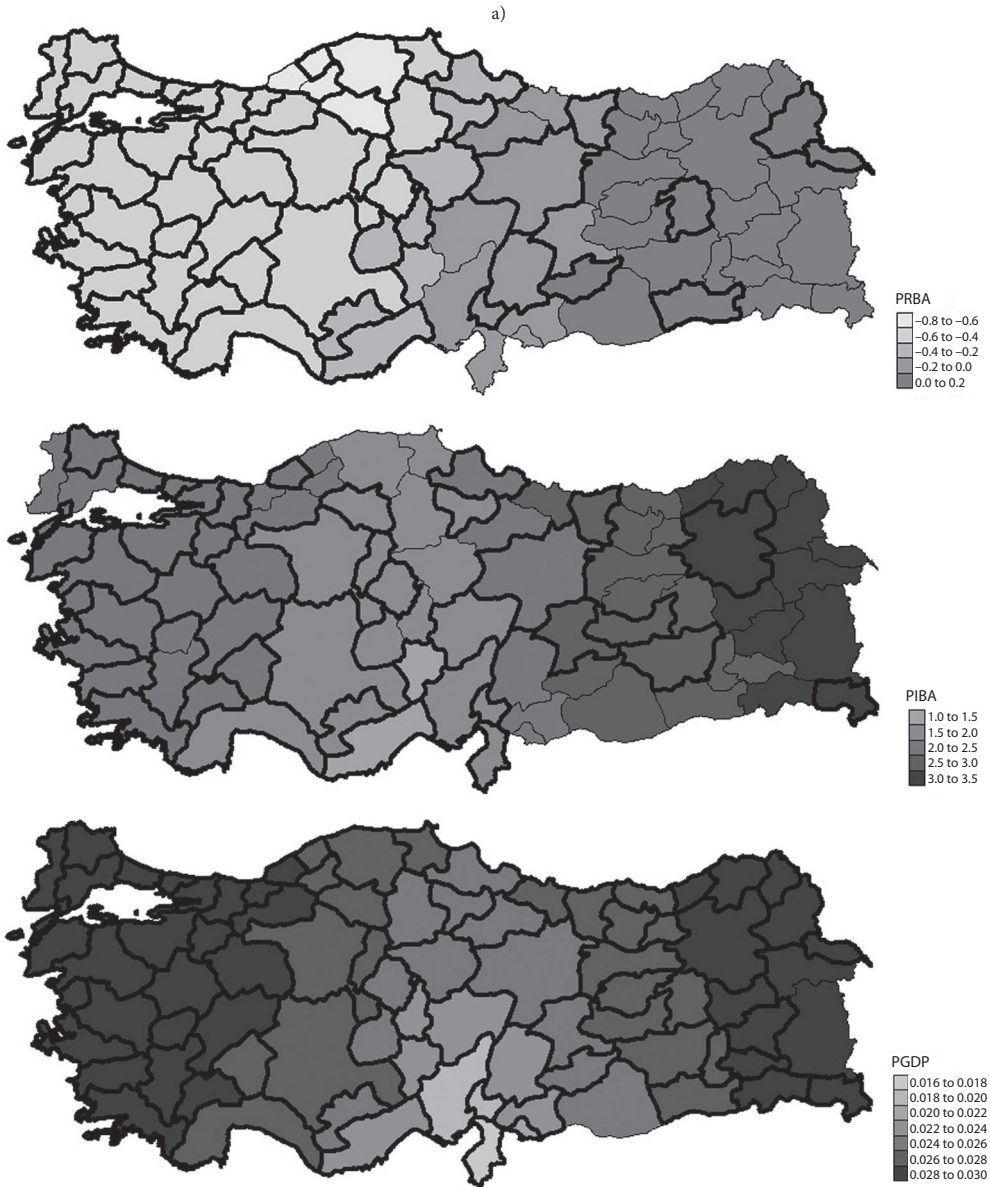 a)
PRBA
−0.8 to −0.6
−0.6 to −0.4
−0.4 to −0.2
−0.2 to 0.0
0.0 to 0.2
PIBA
1.0 to 1.5
1.5 to 2.0
2.0 to 2.5
2.5 to 3.0
3.0 to 3.5
PGDP
0.016 to 0.018
0.018 to 0.020
0.020 to 0.022
0.022 to 0.024
0.024 to 0.026
0.026 to 0.028
0.028 to 0.030